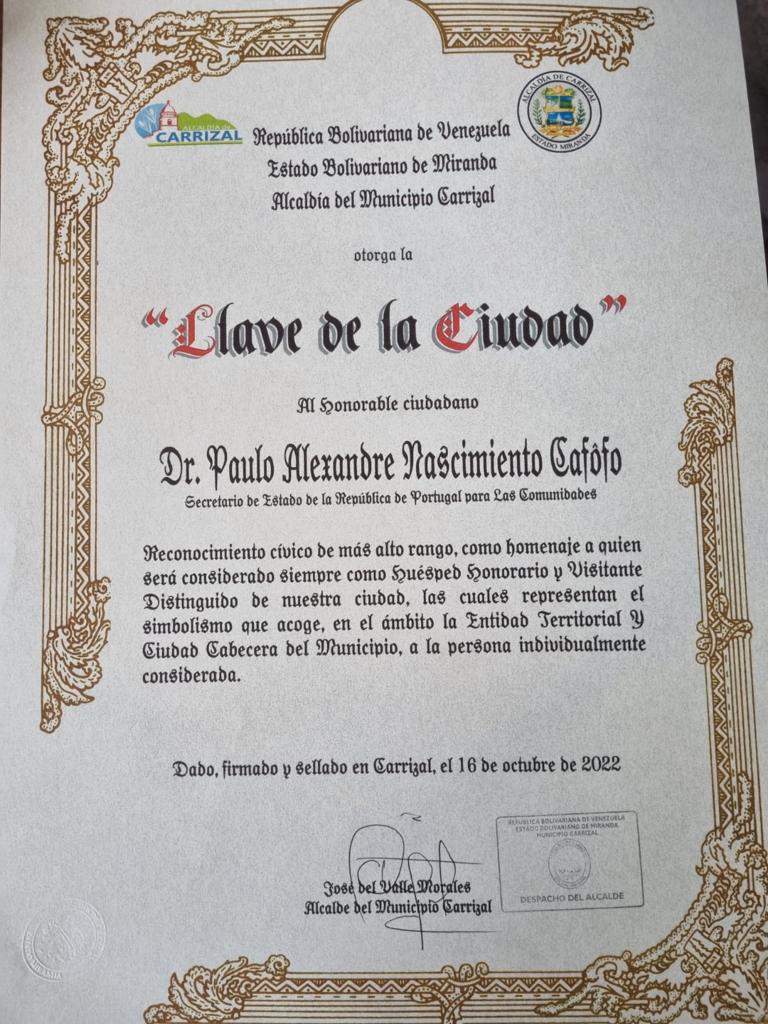 ALCALDÍA DE
CARRIZAL
ALCALDÍA DE CARRIZAL
ESTADO MIRANDA
República Bolivariana de Venezuela
Estado Bolivariano de Miranda
Alcaldía del Municipio Carrizal
otorga la
“Llave de la Ciudad”
Al Honorable ciudadano
Dr. Paulo Alexandre Nascimiento Cafôfo
Secretario de Estado de la República de Portugal para Las Comunidades
Reconocimiento cívico de más alto rango, como homenaje a quien
será considerado siempre como Huésped Honorario y Visitante
Distinguido de nuestra ciudad, las cuales representan el
simbolismo que acoge, en el ámbito la Entidad Territorial Y
Ciudad Cabecera del Municipio, a la persona individualmente
considerada.
Dado, firmado y sellado en Carrizal, el 16 de octubre de 2022
José del Valle Morales
Alcalde del Municipio Carrizal
REPUBLICA BOLIVARIANA DE VENEZUELA
ESTADO BOLIVARIANO DE MIRANDA
MUNICIPIO CARRIZAL
DESPACHO DEL ALCALDE